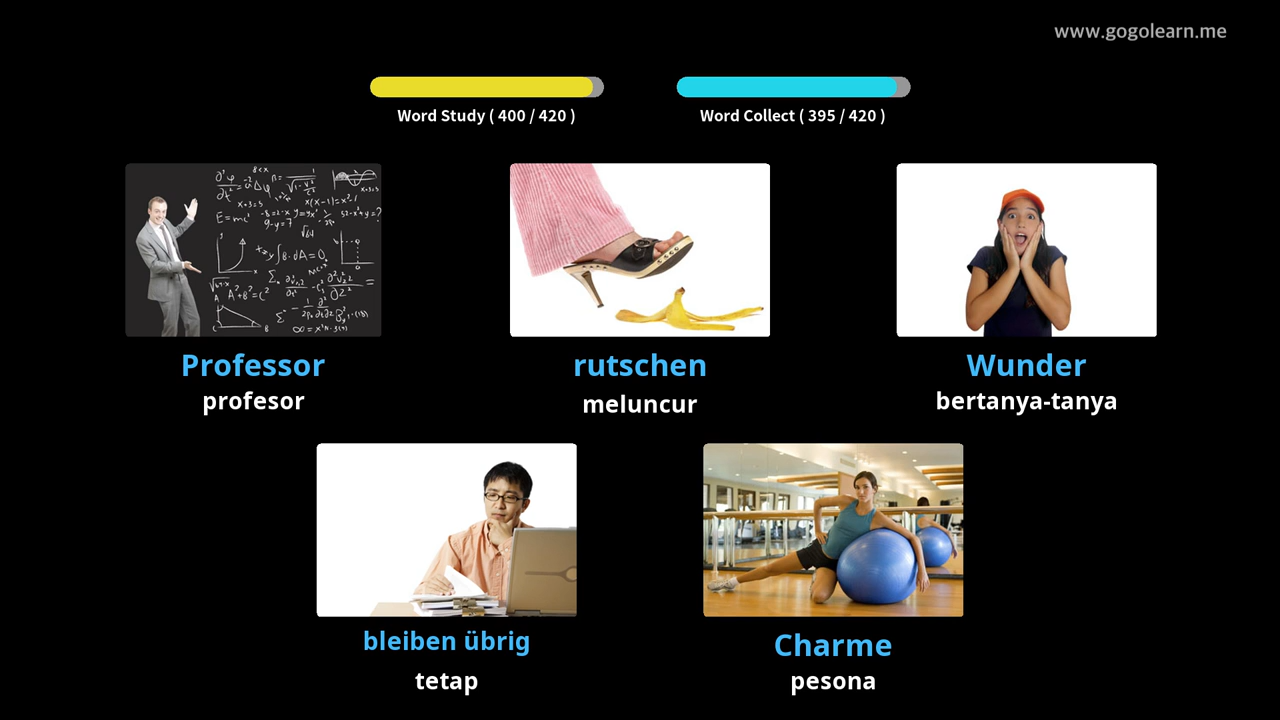 www.gogolearn.me
Word Study ( 400 / 420 )
Word Collect ( 395 / 420 )
Professor
profesor
rutschen
meluncur
Wunder
bertanya-tanya
bleiben übrig
tetap
Charme
pesona